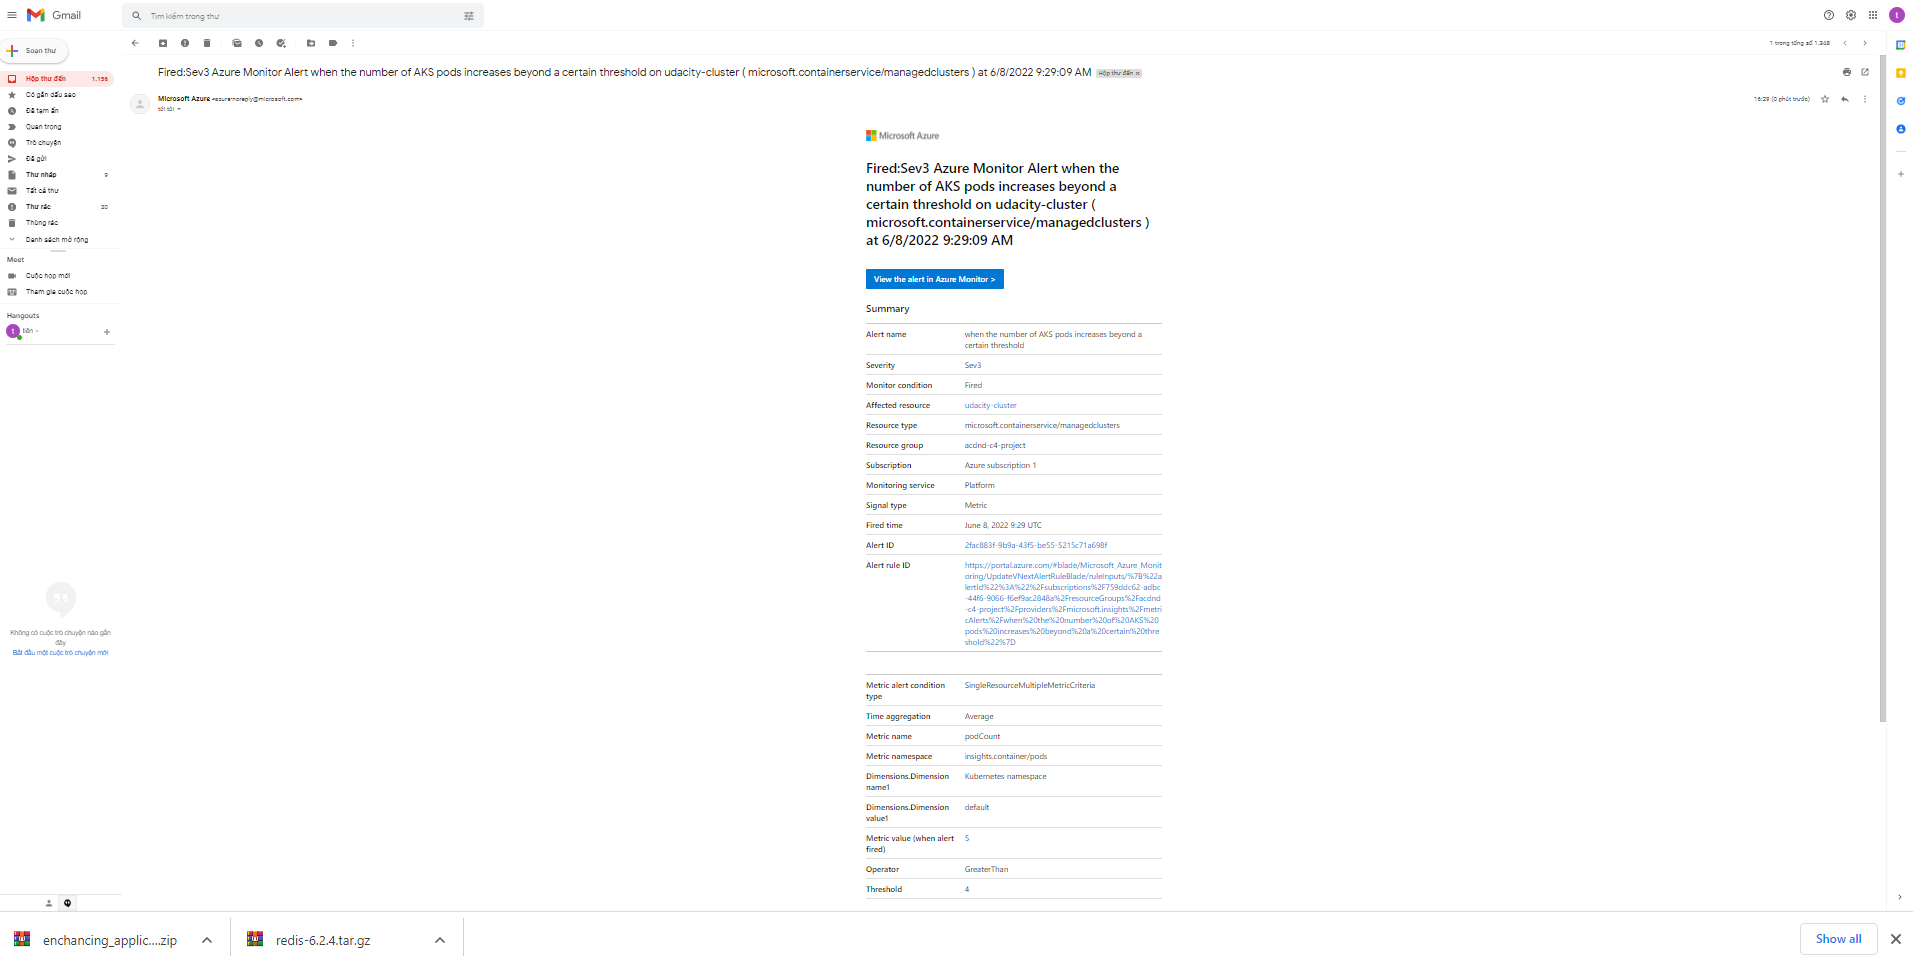 Gmail
Tìm kiếm trong thư
t
Soạn thư
1 trong tổng số 1.348
Hộp thư đến 1.156
Có gắn dấu sao
Đã tạm ẩn
Quan trọng
Trò chuyện
Đã gửi
Thư nháp 9
Tất cả thư
Thư rác 20
Thùng rác
Danh sách mở rộng
Meet
Cuộc họp mới
Tham gia cuộc họp
Hangouts
t tiên
Không có cuộc trò chuyện nào gần
đây
Bắt đầu một cuộc trò chuyện mới
Fired:Sev3 Azure Monitor Alert when the number of AKS pods increases beyond a certain threshold on udacity-cluster ( microsoft.containerservice/managedclusters ) at 6/8/2022 9:29:09 AM Hộp thư đến x
Microsoft Azure <azure-noreply@microsoft.com>
tới tôi
16:29 (0 phút trước)
Microsoft Azure
Fired:Sev3 Azure Monitor Alert when the
number of AKS pods increases beyond a
certain threshold on udacity-cluster (
microsoft.containerservice/managedclusters )
at 6/8/2022 9:29:09 AM
View the alert in Azure Monitor >
Summary
Alert name when the number of AKS pods increases beyond a
certain threshold
Severity Sev3
Monitor condition Fired
Affected resource udacity-cluster
Resource type microsoft.containerservice/managedclusters
Resource group acdnd-c4-project
Subscription Azure subscription 1
Monitoring service Platform
Signal type Metric
Fired time June 8, 2022 9:29 UTC
Alert ID 2fac883f-9b9a-43f5-be55-5215c71a698f
Alert rule ID https://portal.azure.com/#blade/Microsoft_Azure_Monit
oring/UpdateVNextAlertRuleBlade/ruleInputs/%7B%22a
lertId%22%3A%22%2Fsubscriptions%2F759ddc62-adbc
-44f6-9066-f6ef9ac2848a%2FresourceGroups%2Facdnd
-c4-project%2Fproviders%2Fmicrosoft.insights%2Fmetri
cAlerts%2Fwhen%20the%20number%20of%20AKS%20
pods%20increases%20beyond%20a%20certain%20thre
shold%22%7D
Metric alert condition SingleResourceMultipleMetricCriteria
type
Time aggregation Average
Metric name podCount
Metric namespace insights.container/pods
Dimensions.Dimension Kubernetes namespace
name1
Dimensions.Dimension default
value1
Metric value (when alert 5
fired)
Operator GreaterThan
Threshold 4
enchancing_applic....zip
redis-6.2.4.tar.gz
Show all